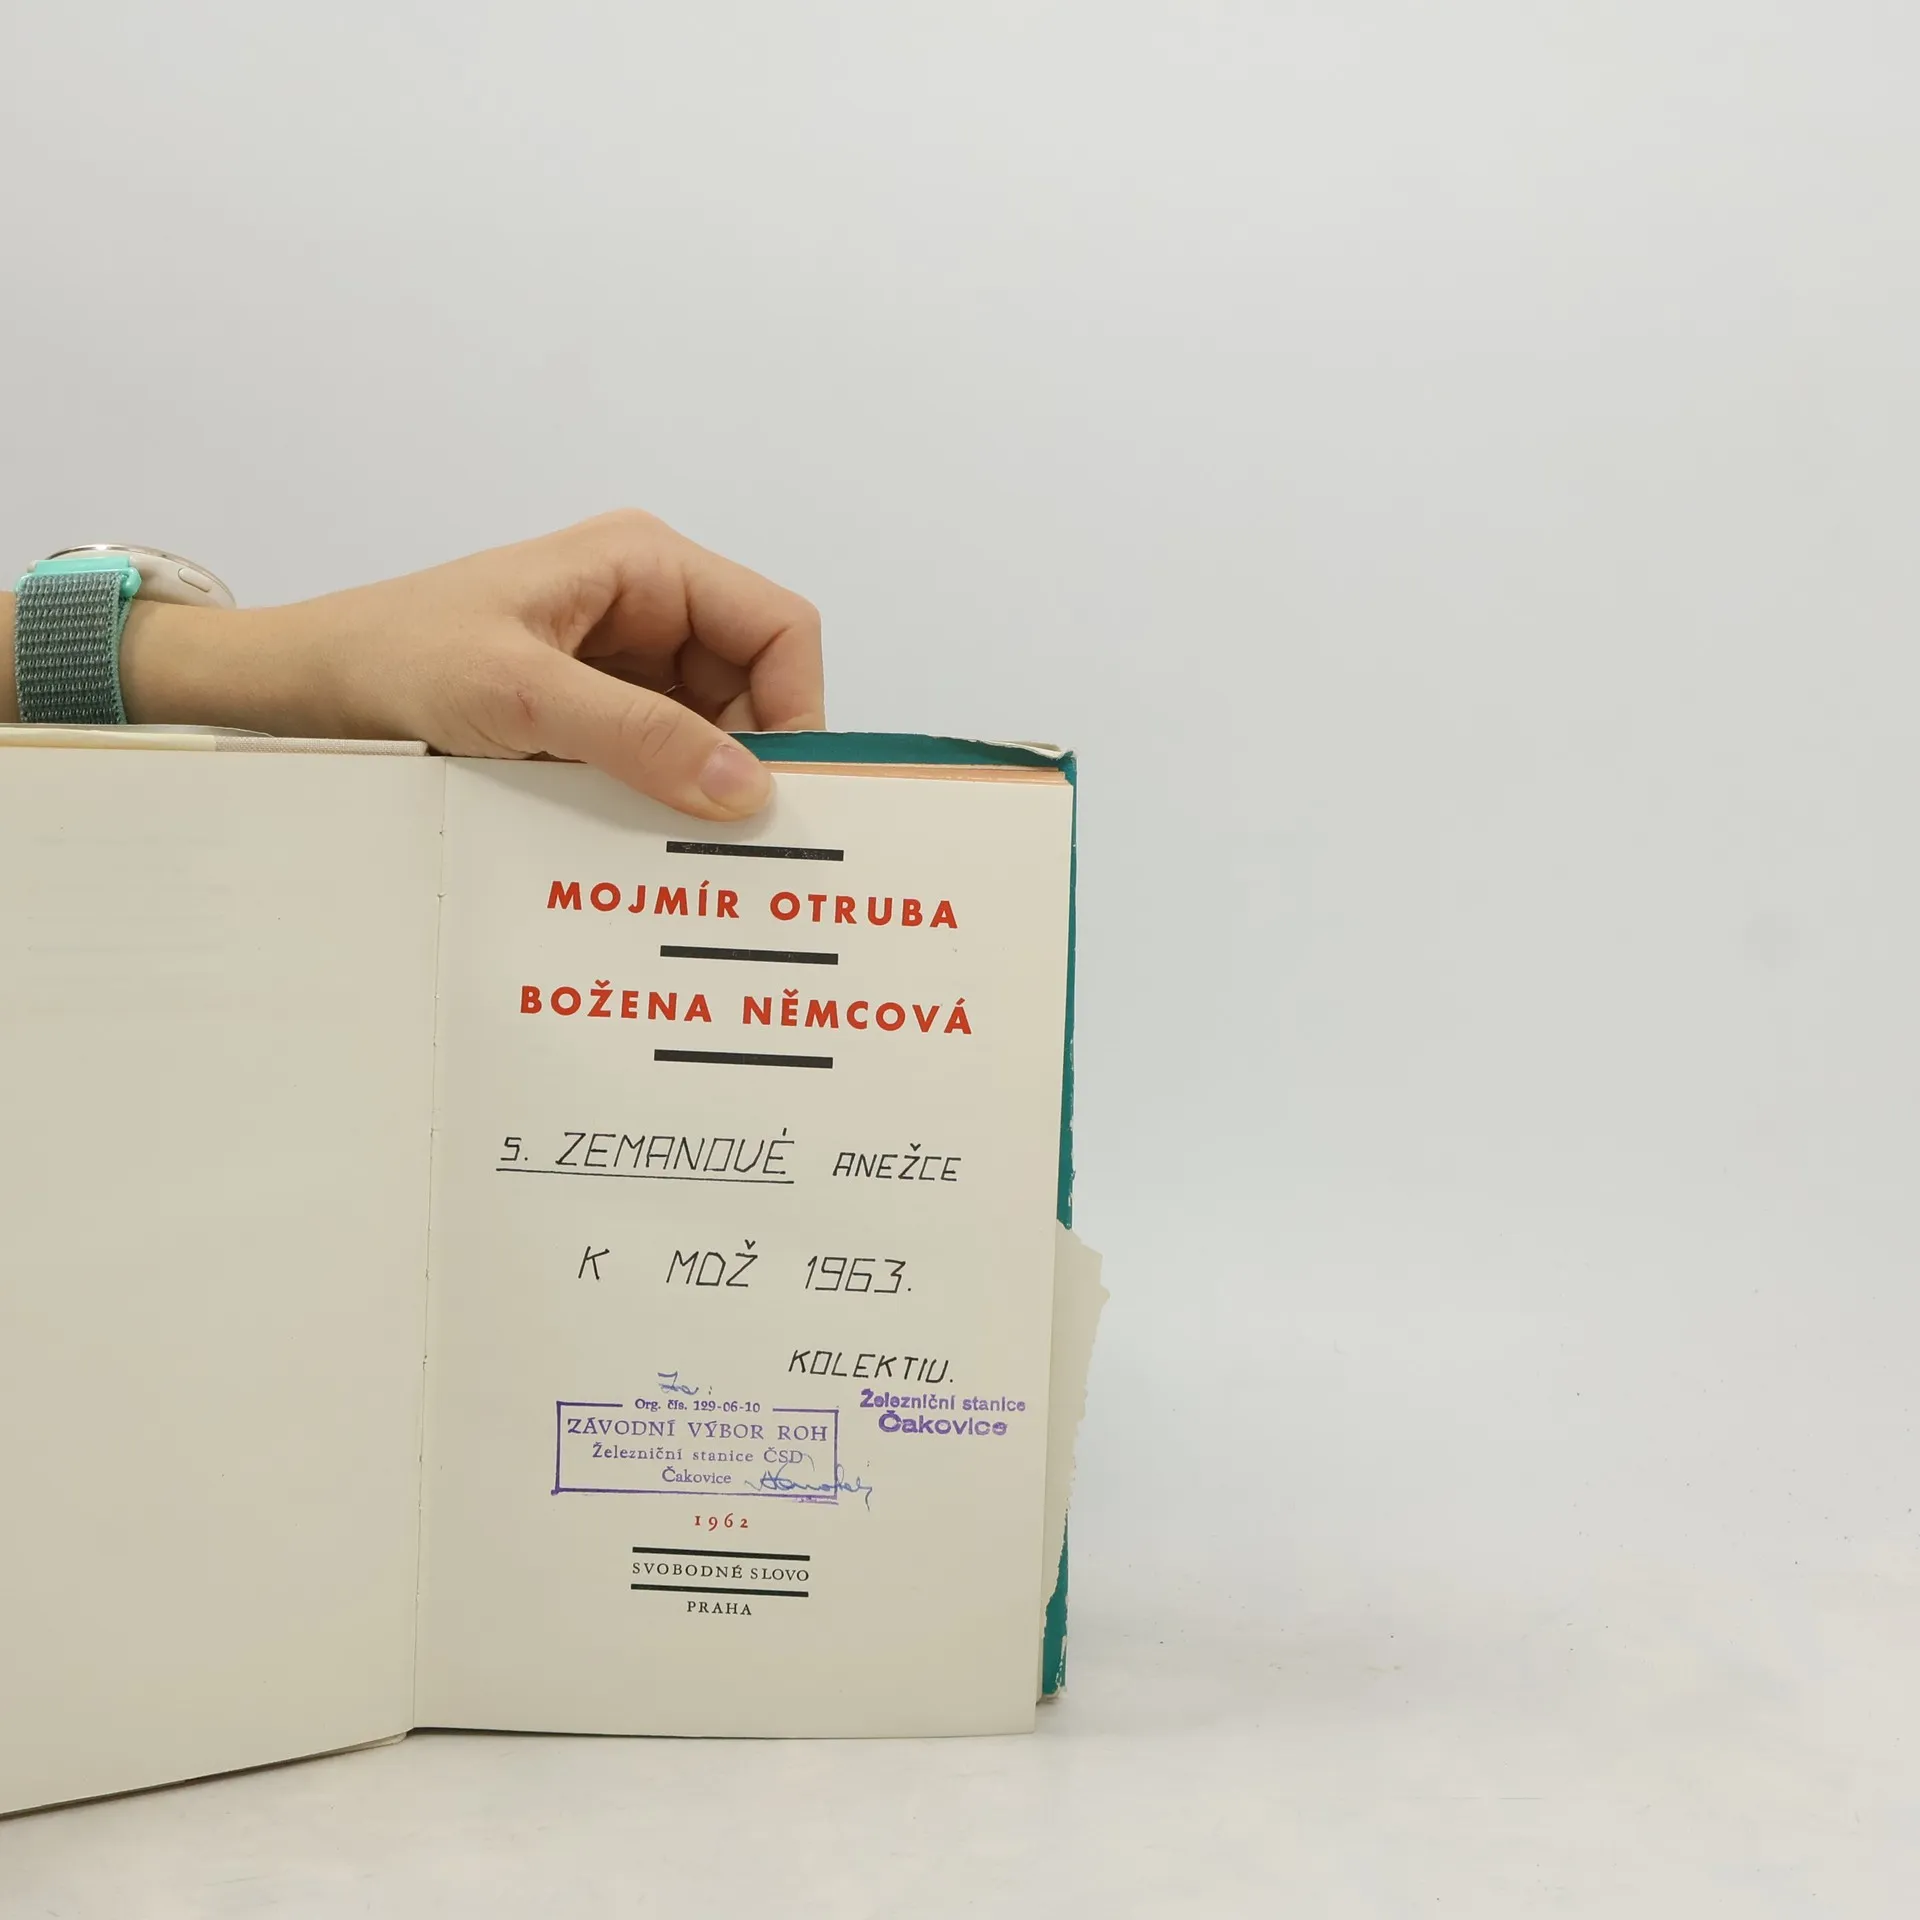 MOJMÍR OTRUBA
BOŽENA NĚMCOVÁ
S. ZEMANOVÉ ANEŽCE
K MDŽ 1963.
KOLEKTIV.
Železniční stanice
Čakovice
Za:
Org. čís. 129-06-10
ZÁVODNÍ VÝBOR ROH
Železniční stanice ČSD
Čakovice
1962
SVOBODNÉ SLOVO
PRAHA